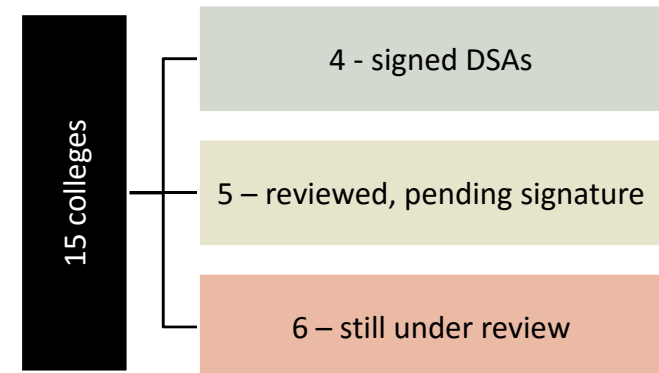 15 colleges
4 - signed DSAs
5 – reviewed, pending signature
6 – still under review